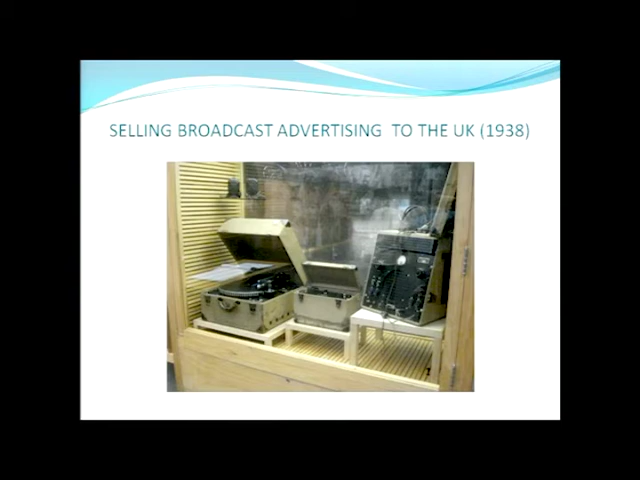 SELLING BROADCAST ADVERTISING TO THE UK (1938)